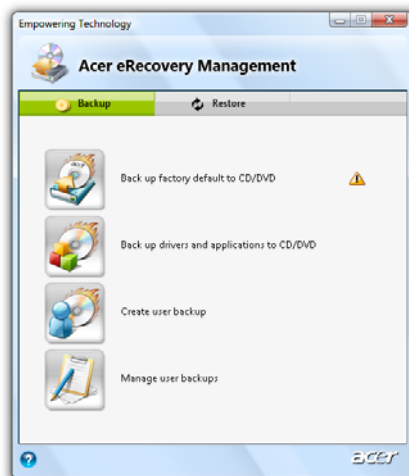 Empowering Technology
Acer eRecovery Management
Backup
Restore
Back up factory default to CD/DVD
Back up drivers and applications to CD/DVD
Create user backup
Manage user backups
acer